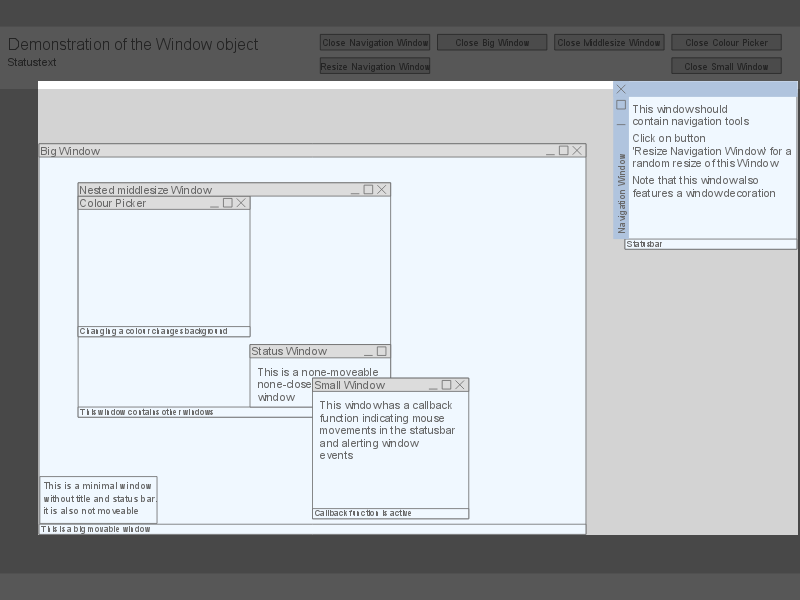 Demonstration of the Window object
Statustext
Close Navigation Window
Close Big Window
Close Middlesize Window
Close Colour Picker
Resize Navigation Window
Close Small Window
This windowshould
contain navigation tools
Click on button
'Resize Navigation Window' for a
random resize of this Window
Note that this windowalso
features a windowdecoration
Navigation Window
Statusbar
Big Window
Nested middlesize Window
Colour Picker
Changing a colour changes background
Status Window
This is a none-moveable
none-close
window
Small Window
This windowhas a callback
function indicating mouse
movements in the statusbar
and alerting window
events
Callback function is active
This window contains other windows
This is a minimal window
without title and status bar.
it is also not moveable
This is a big movable window